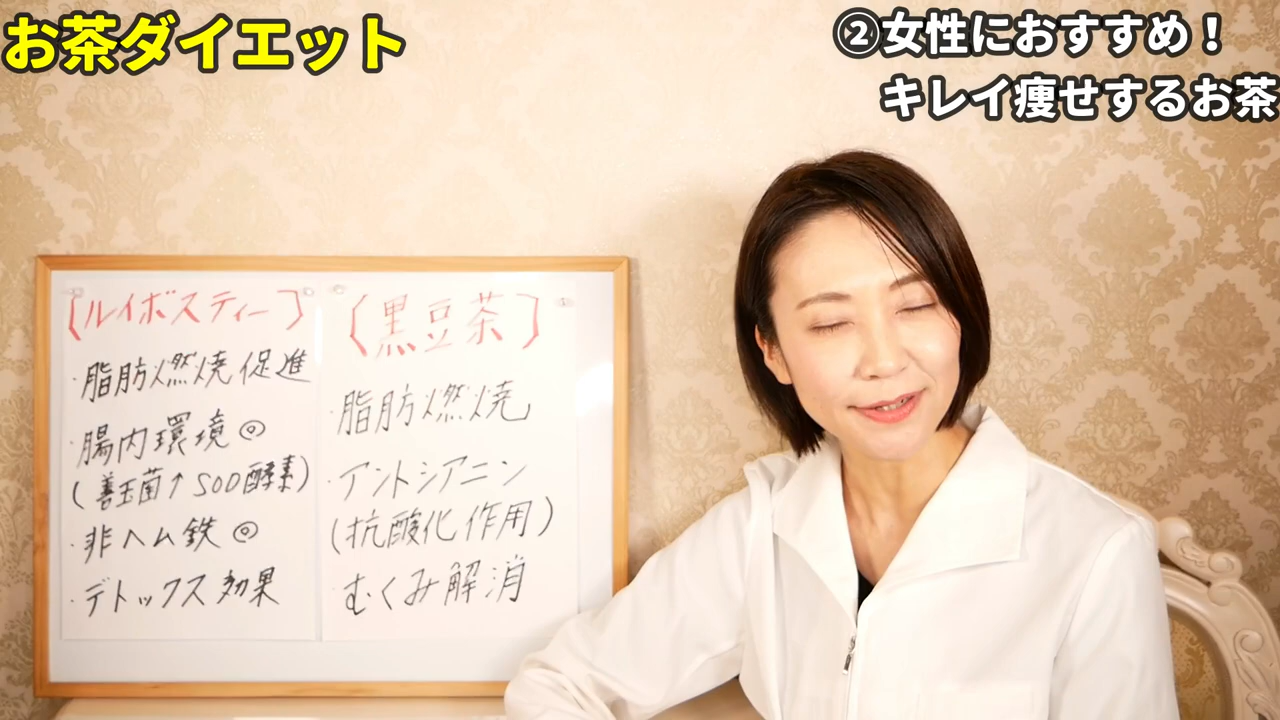 お茶ダイエット
②女性におすすめ！
キレイ痩せするお茶
〔ルイボスティー〕
・脂肪燃焼促進
・腸内環境◎
(善玉菌↑SOD酵素)
・非ヘム鉄◎
・デトックス効果
〔黒豆茶〕
・脂肪燃焼
・アントシアニン
(抗酸化作用)
・むくみ解消